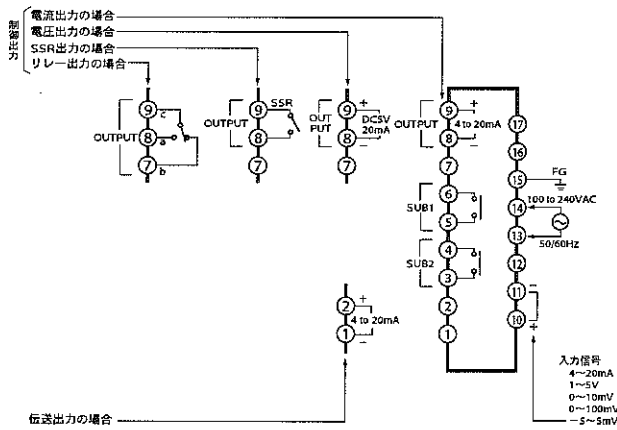 制御出力
電流出力の場合
電圧出力の場合
SSR出力の場合
リレー出力の場合
OUTPUT
9 c
8 a
7 b
OUTPUT
9
8
7
SSR
OUT
PUT
9 +
8 −
7
DC5V
20mA
OUTPUT
9 +
8 −
4 to 20mA
7
SUB1
6
5
SUB2
4
3
2
1
17
16
15
FG
14
100 to 240VAC
13
50/60Hz
12
11 −
10 +
2 +
1 −
4 to 20mA
入力信号
4〜20mA
1〜5V
0〜10mV
0〜100mV
−5〜5mV
伝送出力の場合